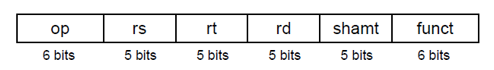 op rs rt rd shamt funct
6 bits 5 bits 5 bits 5 bits 5 bits 6 bits